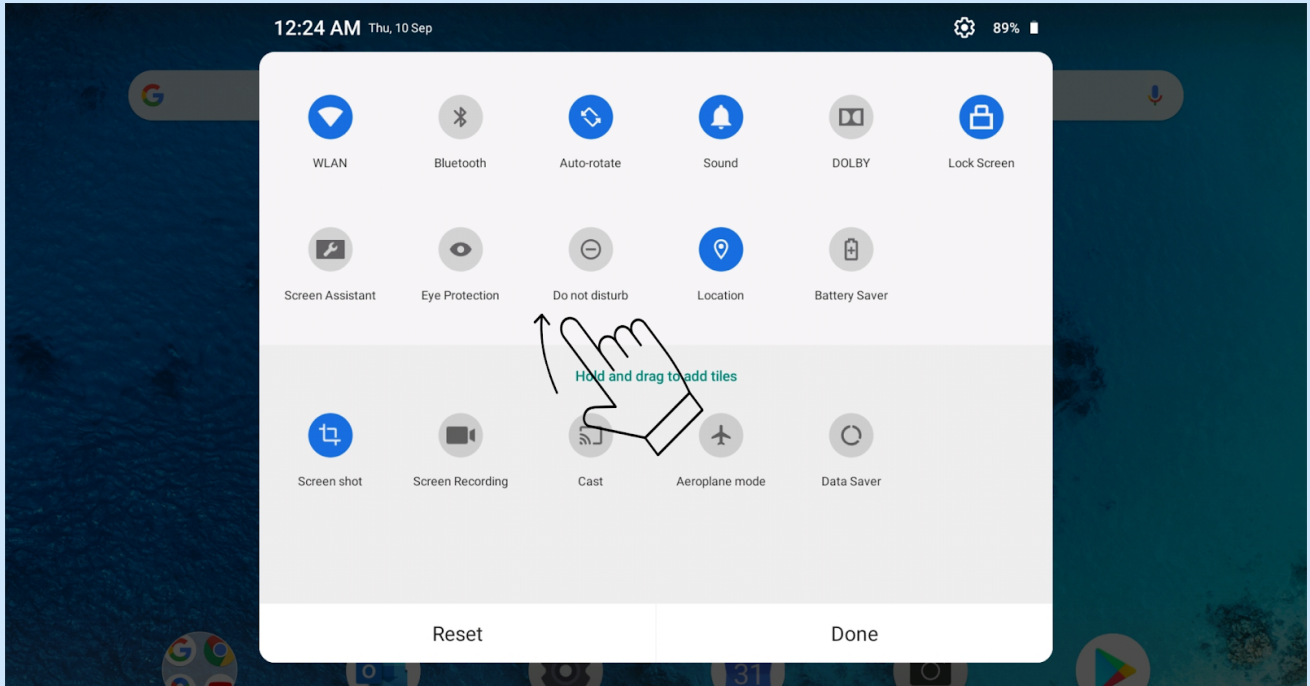 12:24 AM Thu, 10 Sep 89%
WLAN Bluetooth Auto-rotate Sound DOLBY Lock Screen
Screen Assistant Eye Protection Do not disturb Location Battery Saver
Hold and drag to add tiles
Screen shot Screen Recording Cast Aeroplane mode Data Saver
Reset Done
31